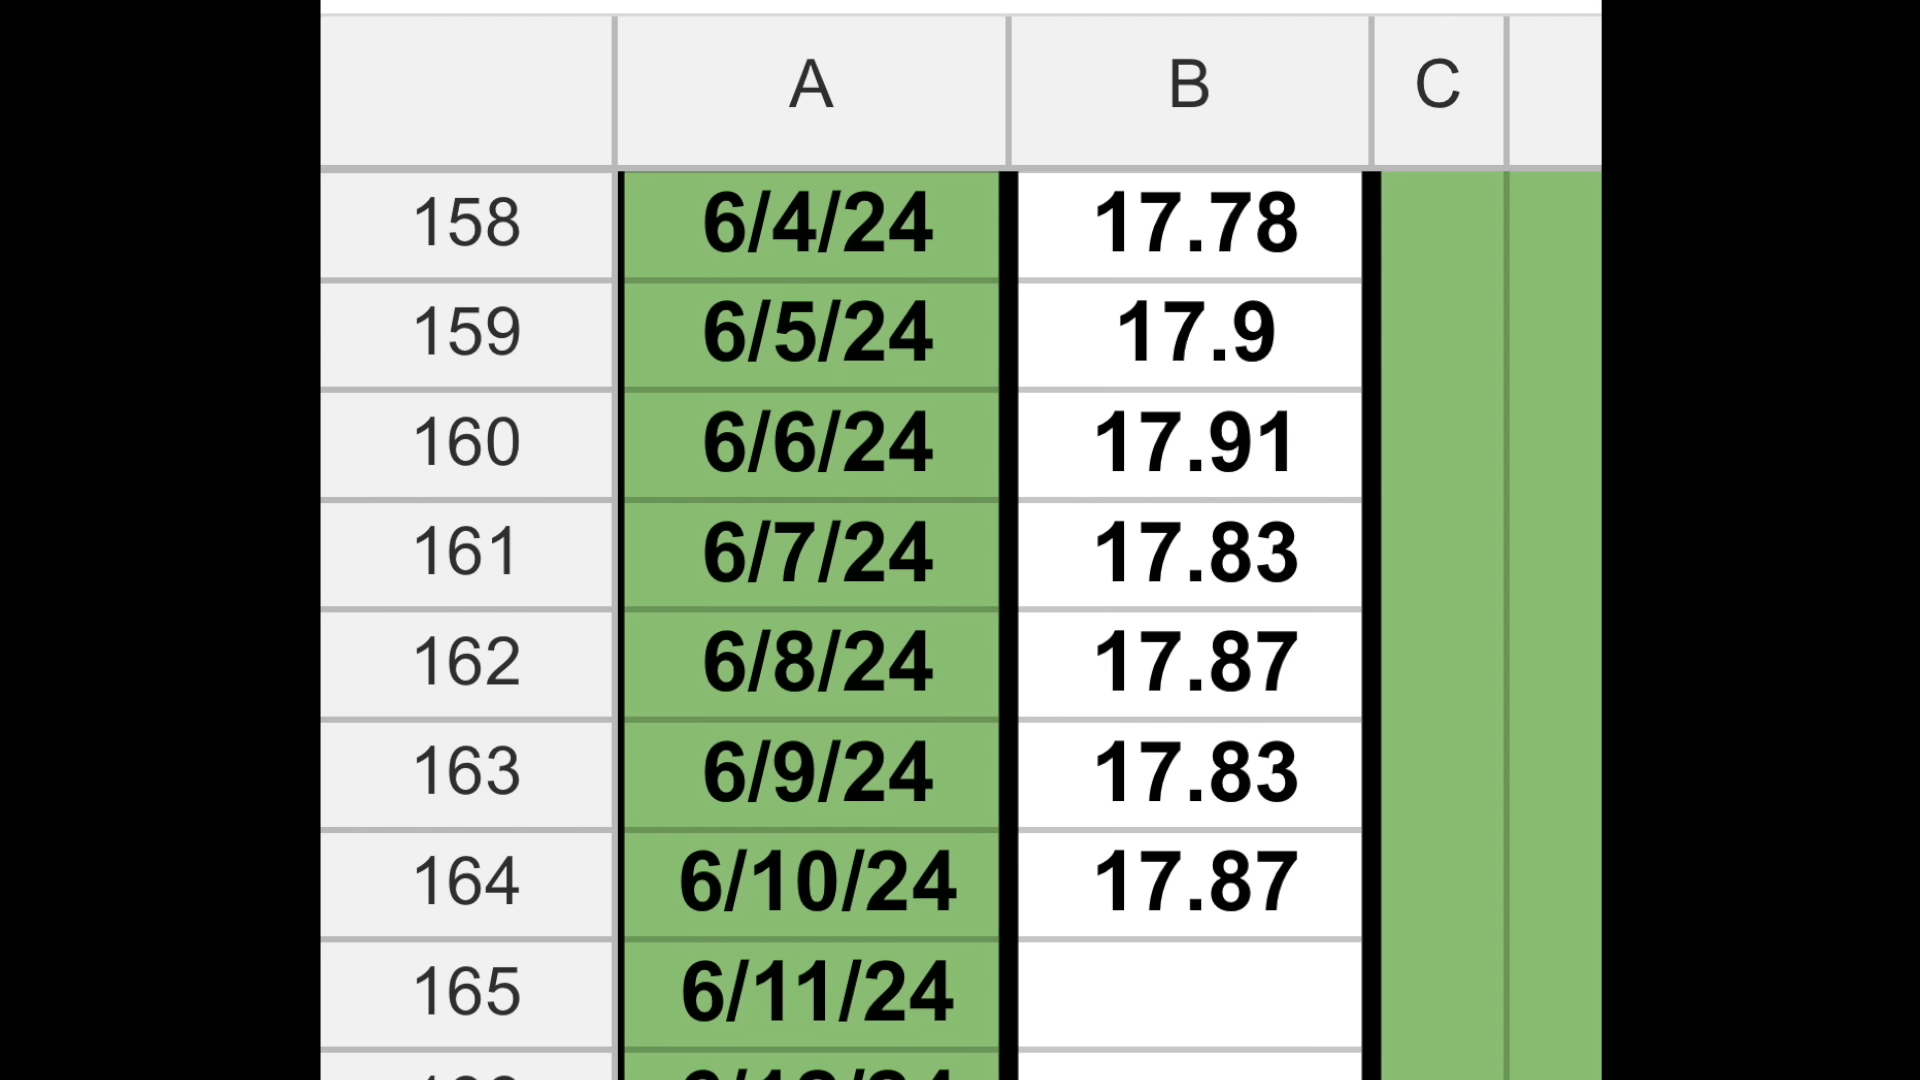 A B C
158 6/4/24 17.78
159 6/5/24 17.9
160 6/6/24 17.91
161 6/7/24 17.83
162 6/8/24 17.87
163 6/9/24 17.83
164 6/10/24 17.87
165 6/11/24